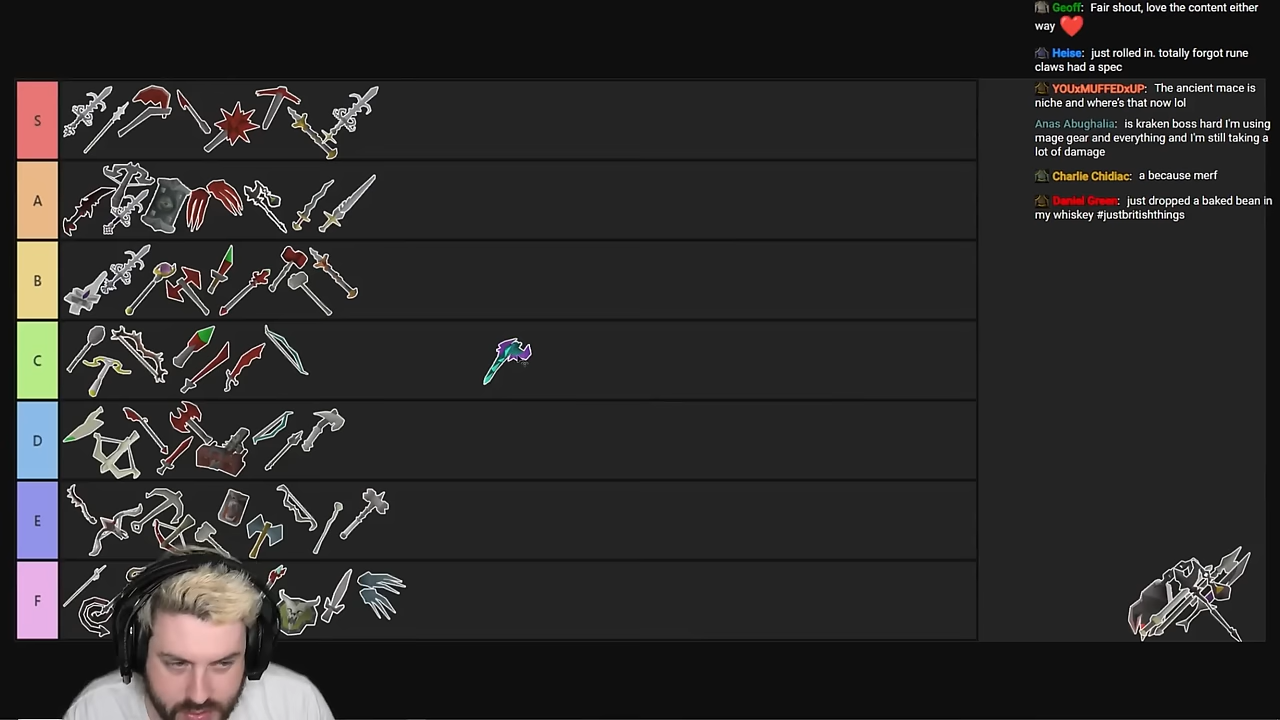 Geoff: Fair shout, love the content either
way ❤️
Heise: just rolled in. totally forgot rune
claws had a spec
YOUxMUFFEDxUP: The ancient mace is
niche and where's that now lol
Anas Abughalia: is kraken boss hard I'm using
mage gear and everything and I'm still taking a
lot of damage
Charlie Chidiac: a because merf
Daniel Green: just dropped a baked bean in
my whiskey #justbritishthings
S
A
B
C
D
E
F